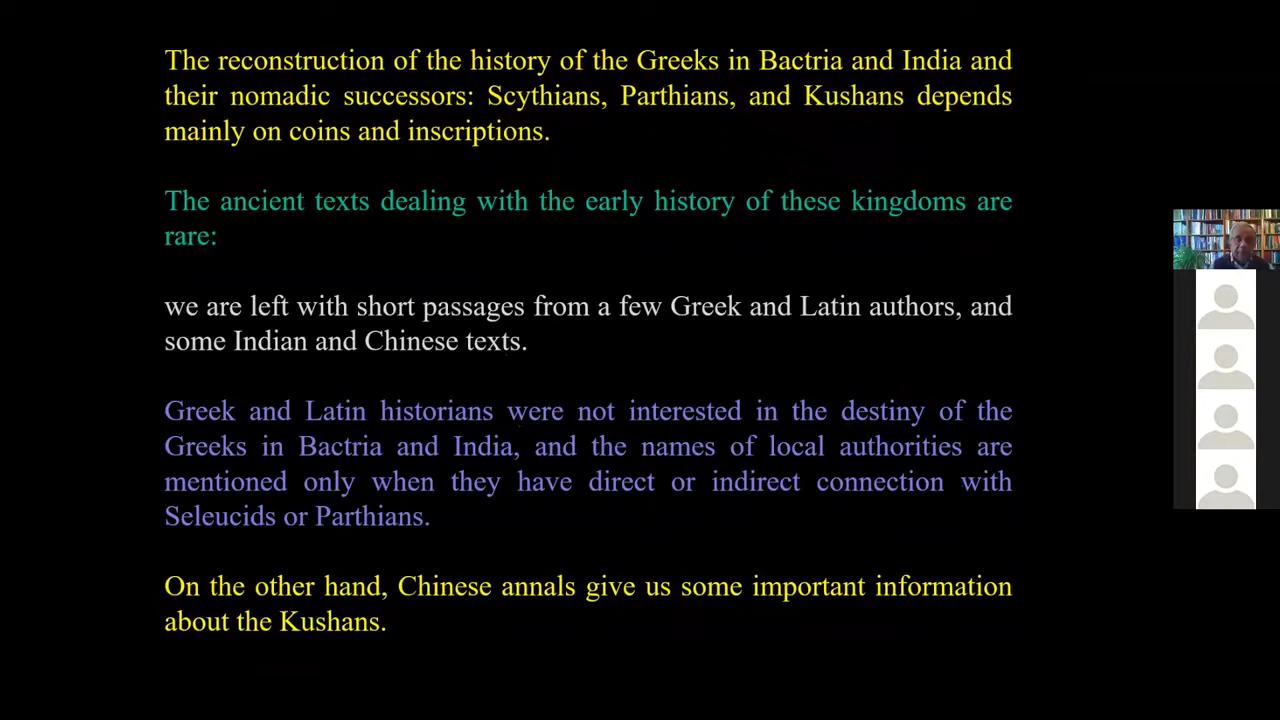 The reconstruction of the history of the Greeks in Bactria and India and
their nomadic successors: Scythians, Parthians, and Kushans depends
mainly on coins and inscriptions.
The ancient texts dealing with the early history of these kingdoms are
rare:
we are left with short passages from a few Greek and Latin authors, and
some Indian and Chinese texts.
Greek and Latin historians were not interested in the destiny of the
Greeks in Bactria and India, and the names of local authorities are
mentioned only when they have direct or indirect connection with
Seleucids or Parthians.
On the other hand, Chinese annals give us some important information
about the Kushans.